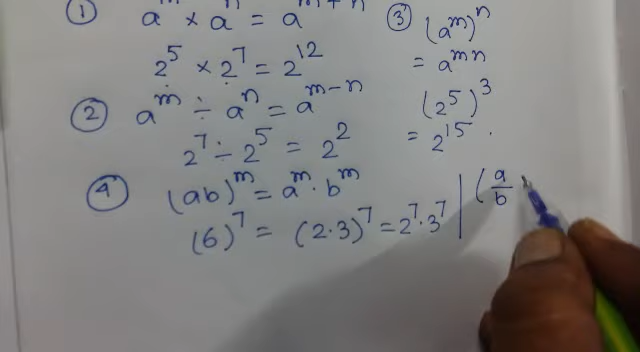 ① a^m × a^n = a^{m+n}
2^5 × 2^7 = 2^{12}
② a^m ÷ a^n = a^{m-n}
2^7 ÷ 2^5 = 2^2
③ (a^m)^n
= a^{mn}
(2^5)^3
= 2^{15}.
④ (ab)^m = a^m · b^m
(6)^7 = (2·3)^7 = 2^7·3^7 | (a/b